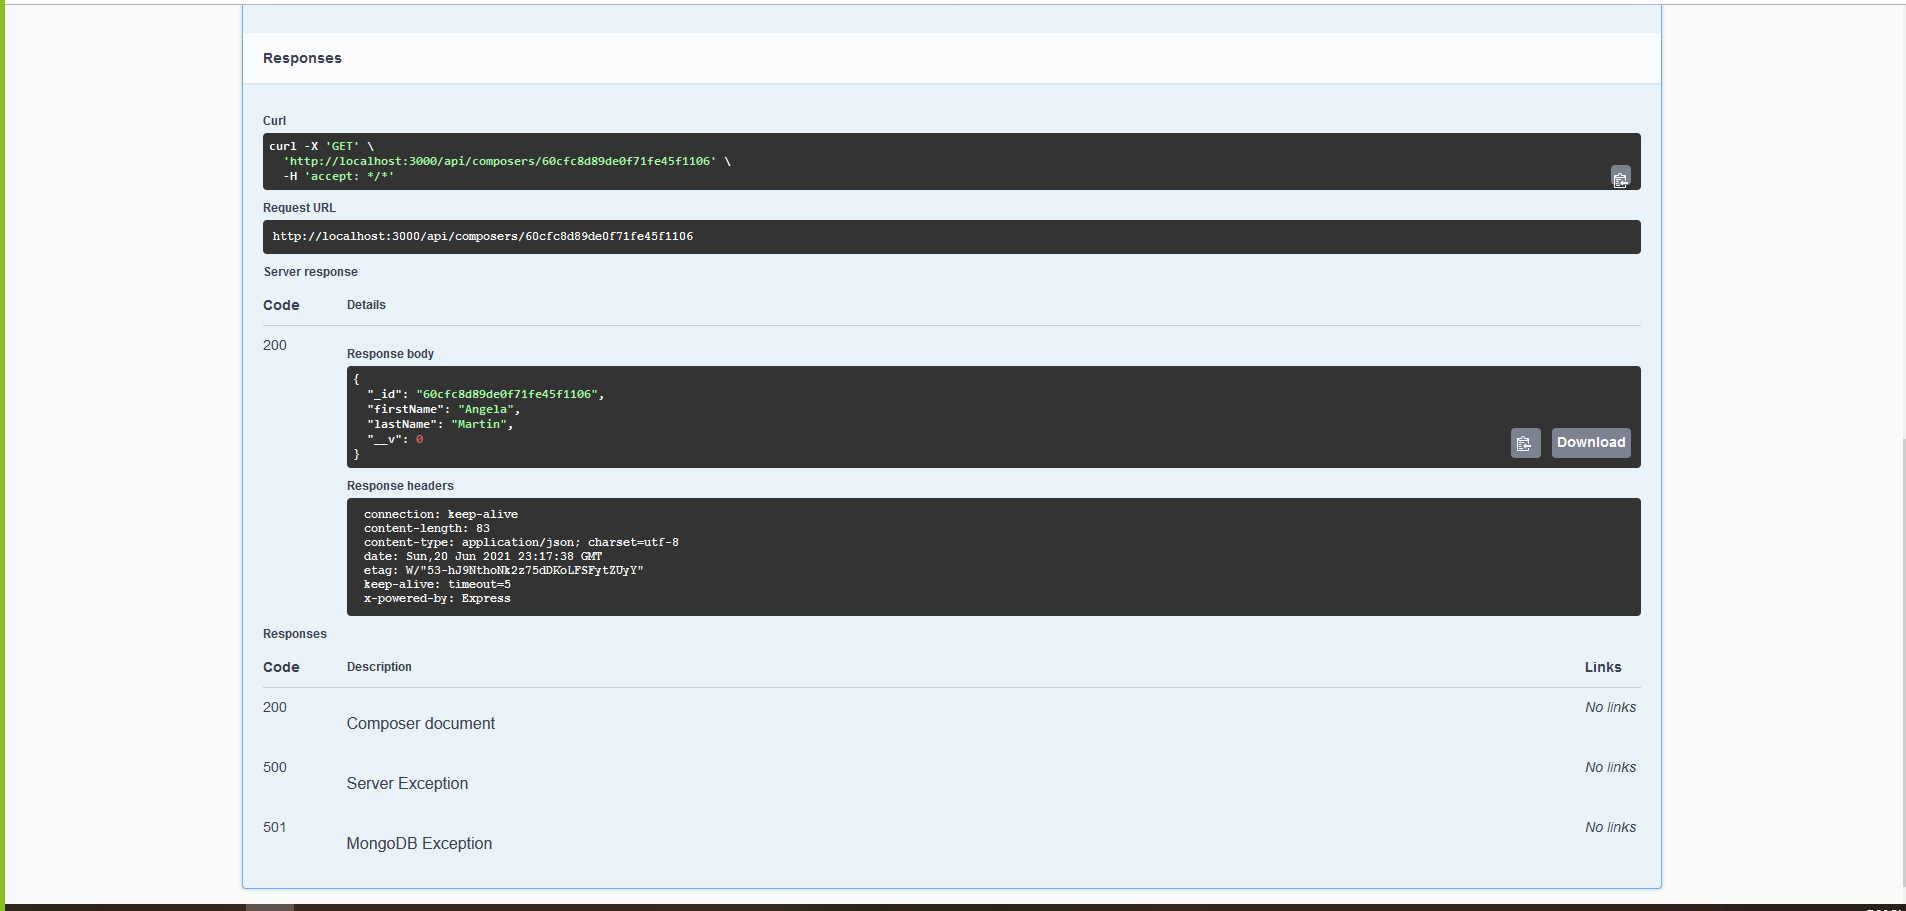 Responses
Curl
curl -X 'GET' \
'http://localhost:3000/api/composers/60cfc8d89de0f71fe45f1106' \
-H 'accept: */*'
Request URL
http://localhost:3000/api/composers/60cfc8d89de0f71fe45f1106
Server response
Code Details
200
Response body
{
"_id": "60cfc8d89de0f71fe45f1106",
"firstName": "Angela",
"lastName": "Martin",
"__v": 0
}
Download
Response headers
connection: keep-alive
content-length: 83
content-type: application/json; charset=utf-8
date: Sun,20 Jun 2021 23:17:38 GMT
etag: W/"53-hJ9NthoNk2z75dDKoLFSFytZUyY"
keep-alive: timeout=5
x-powered-by: Express
Responses
Code Description Links
200 No links
Composer document
500 No links
Server Exception
501 No links
MongoDB Exception